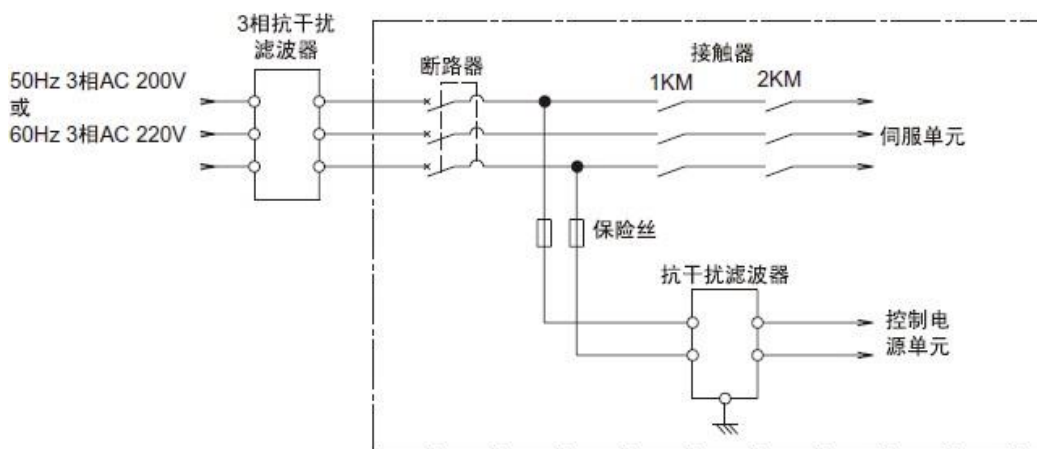 3相抗干扰
滤波器
50Hz 3相AC 200V
或
60Hz 3相AC 220V
断路器
接触器
1KM
2KM
伺服单元
保险丝
抗干扰滤波器
控制电
源单元